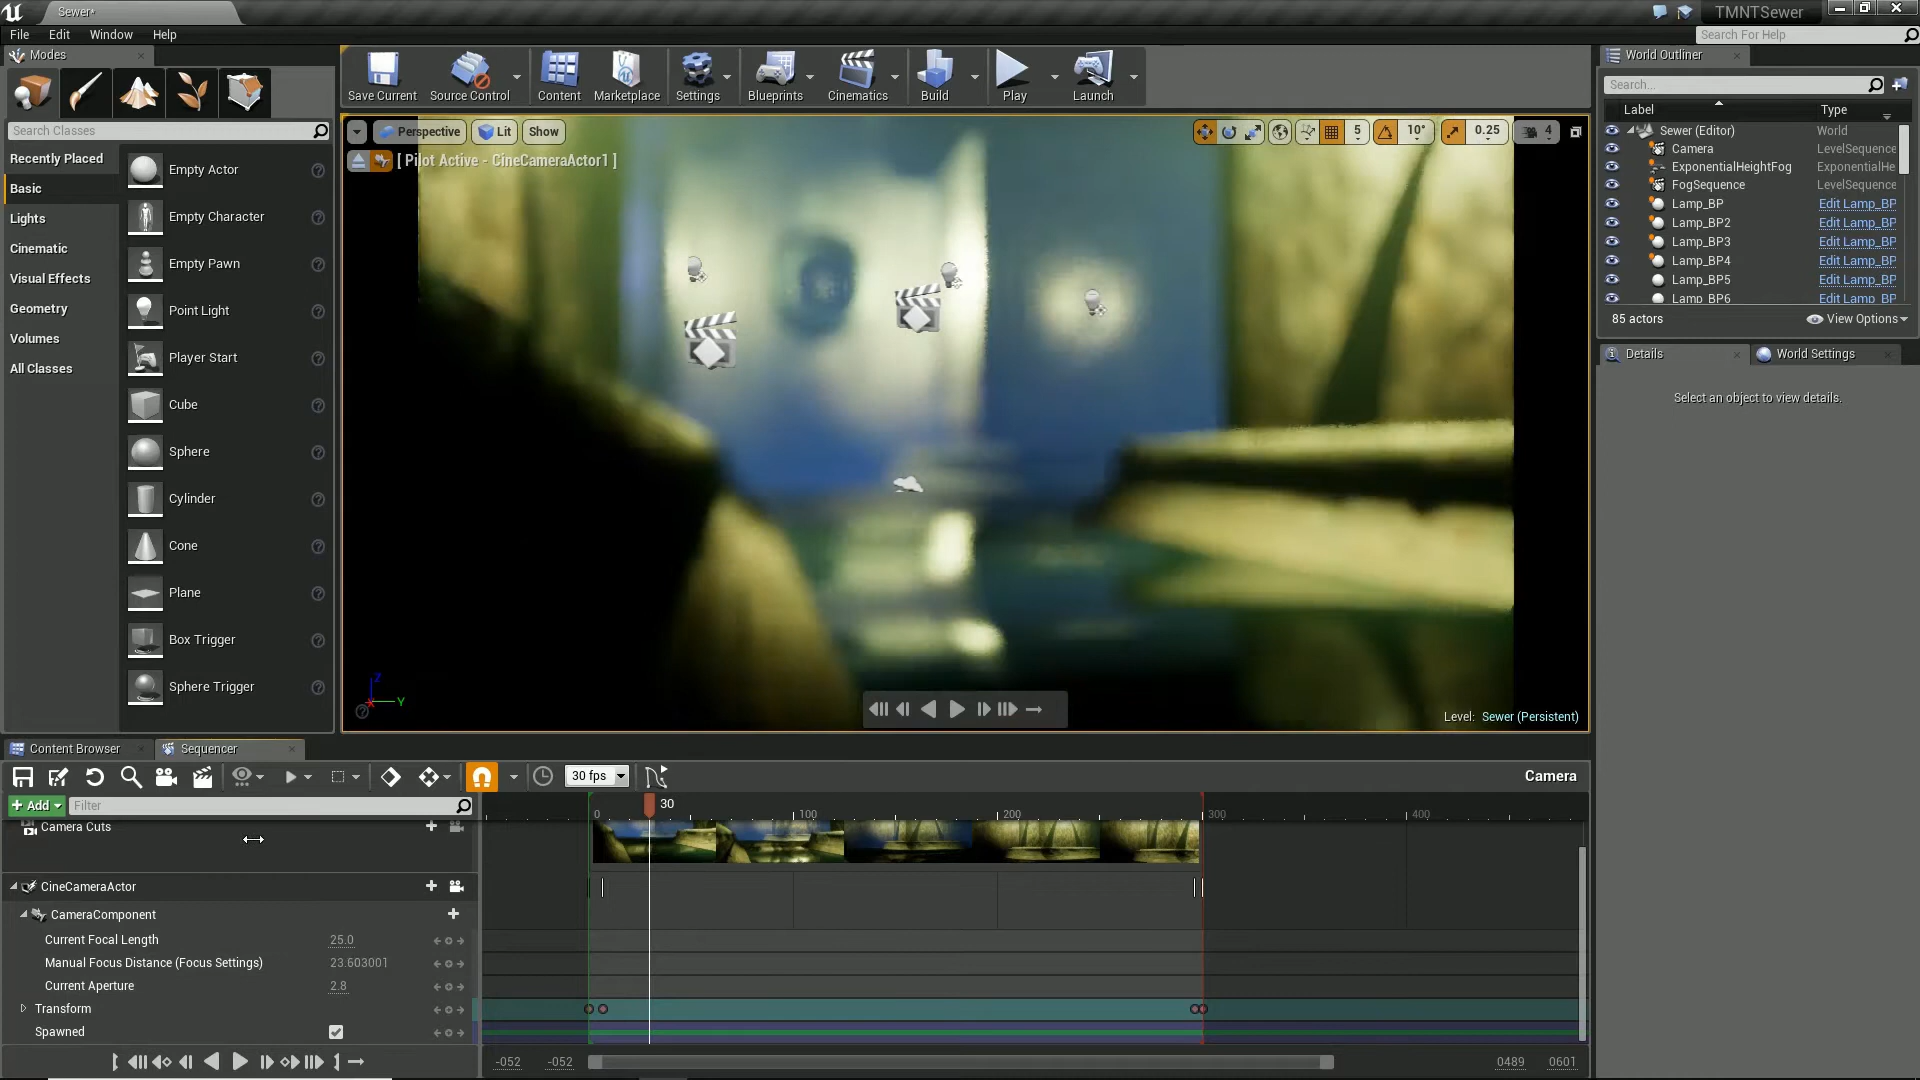 Sewer*
TMNTSewer
File Edit Window Help
Search For Help
Modes
Search Classes
Recently Placed
Basic
Lights
Cinematic
Visual Effects
Geometry
Volumes
All Classes
Empty Actor
Empty Character
Empty Pawn
Point Light
Player Start
Cube
Sphere
Cylinder
Cone
Plane
Box Trigger
Sphere Trigger
Save Current
Source Control
Content
Marketplace
Settings
Blueprints
Cinematics
Build
Play
Launch
Perspective Lit Show
5 10° 0.25 4
[ Pilot Active - CineCameraActor1 ]
Z
X Y
Level: Sewer (Persistent)
World Outliner
Search...
Label Type
Sewer (Editor) World
Camera LevelSequence
ExponentialHeightFog ExponentialHe
FogSequence LevelSequence
Lamp_BP Edit Lamp_BP
Lamp_BP2 Edit Lamp_BP
Lamp_BP3 Edit Lamp_BP
Lamp_BP4 Edit Lamp_BP
Lamp_BP5 Edit Lamp_BP
Lamp_BP6 Edit Lamp_BP
85 actors View Options
Details World Settings
Select an object to view details.
Content Browser Sequencer
30 fps Camera
Add Filter
30
0 100 200 300 400
Camera Cuts
CineCameraActor
CameraComponent
Current Focal Length 25.0
Manual Focus Distance (Focus Settings) 23.603001
Current Aperture 2.8
Transform
Spawned
-052 -052 0489 0601